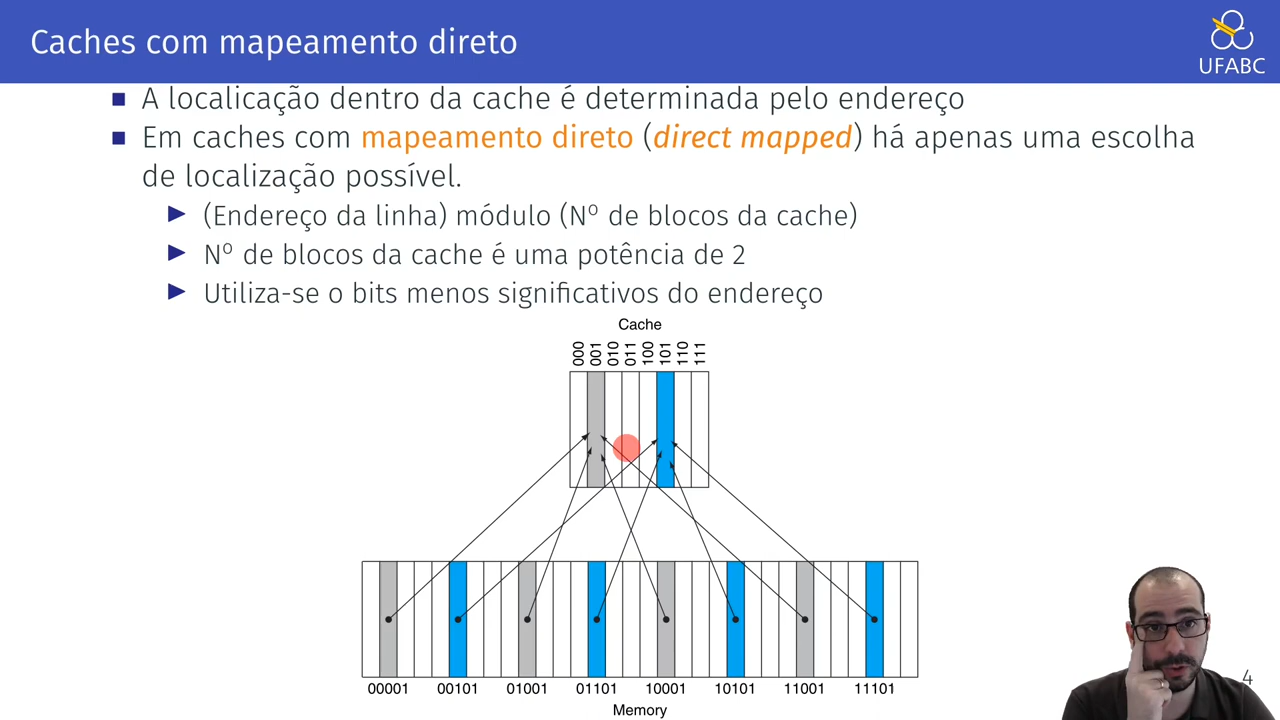 Caches com mapeamento direto
UFABC
■ A localicação dentro da cache é determinada pelo endereço
■ Em caches com mapeamento direto (direct mapped) há apenas uma escolha
de localização possível.
▶ (Endereço da linha) módulo (Nº de blocos da cache)
▶ Nº de blocos da cache é uma potência de 2
▶ Utiliza-se o bits menos significativos do endereço
Cache
000 001 010 011 100 101 110 111
00001 00101 01001 01101 10001 10101 11001 11101
Memory
4